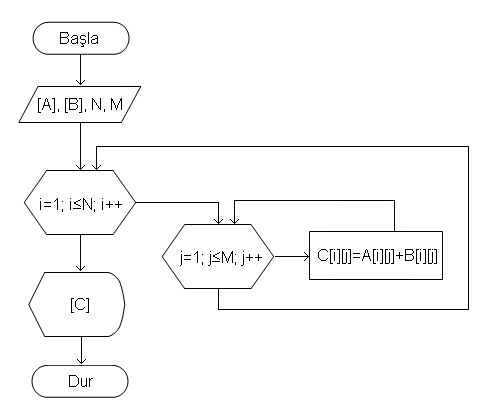 Başla
[A], [B], N, M
i=1; i≤N; i++
j=1; j≤M; j++
C[i][j]=A[i][j]+B[i][j]
[C]
Dur